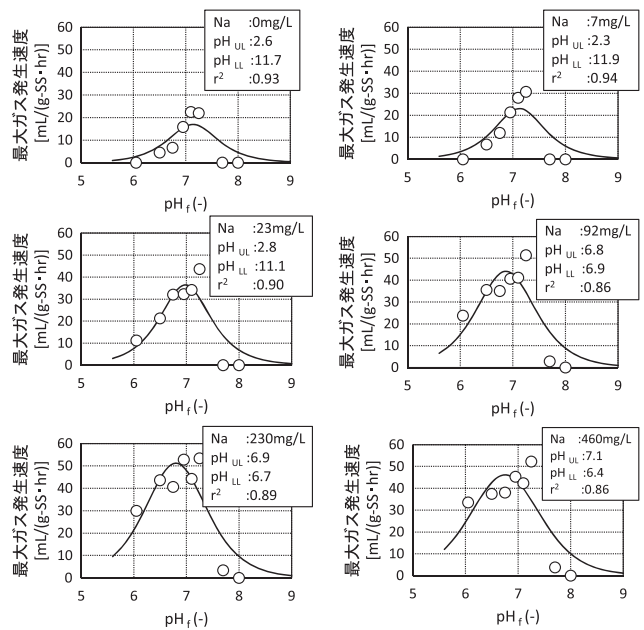 Na :0mg/L
pH UL :2.6
pH LL :11.7
r2 :0.93
最大ガス発生速度
[mL/(g-SS・hr)]
60
50
40
30
20
10
0
5 6 7 8 9
pHf(-)
Na :7mg/L
pH UL :2.3
pH LL :11.9
r2 :0.94
最大ガス発生速度
[mL/(g-SS・hr)]
60
50
40
30
20
10
0
5 6 7 8 9
pHf(-)
Na :23mg/L
pH UL :2.8
pH LL :11.1
r2 :0.90
最大ガス発生速度
[mL/(g-SS・hr)]
60
50
40
30
20
10
0
5 6 7 8 9
pHf(-)
Na :92mg/L
pH UL :6.8
pH LL :6.9
r2 :0.86
最大ガス発生速度
[mL/(g-SS・hr)]
60
50
40
30
20
10
0
5 6 7 8 9
pHf(-)
Na :230mg/L
pH UL :6.9
pH LL :6.7
r2 :0.89
最大ガス発生速度
[mL/(g-SS・hr)]
60
50
40
30
20
10
0
5 6 7 8 9
pHf(-)
Na :460mg/L
pH UL :7.1
pH LL :6.4
r2 :0.86
最大ガス発生速度
[mL/(g-SS・hr)]
60
50
40
30
20
10
0
5 6 7 8 9
pHf(-)